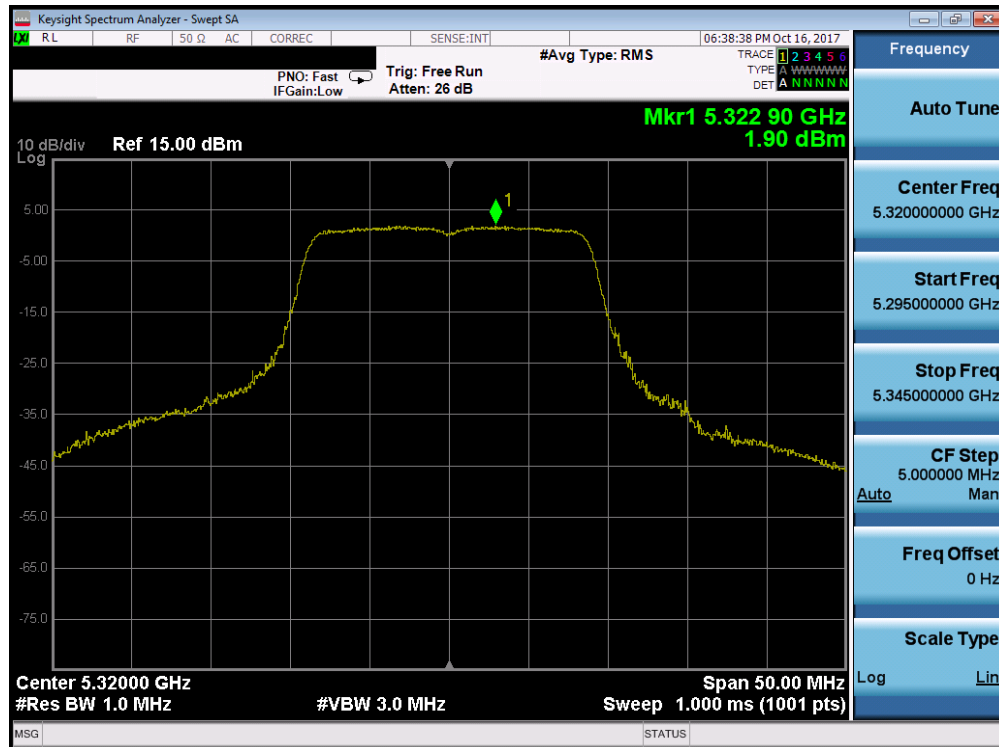 Keysight Spectrum Analyzer - Swept SA
LXI RL RF 50 Ω AC CORREC SENSE:INT 06:38:38 PM Oct 16, 2017
#Avg Type: RMS TRACE 1 2 3 4 5 6
PNO: Fast Trig: Free Run TYPE A WWWWW
IFGain:Low Atten: 26 dB DET A N N N N N
Mkr1 5.322 90 GHz
1.90 dBm
10 dB/div Ref 15.00 dBm
Log
1
5.00
-5.00
-15.0
-25.0
-35.0
-45.0
-55.0
-65.0
-75.0
Center 5.32000 GHz Span 50.00 MHz
#Res BW 1.0 MHz #VBW 3.0 MHz Sweep 1.000 ms (1001 pts)
MSG STATUS
Frequency
Auto Tune
Center Freq
5.320000000 GHz
Start Freq
5.295000000 GHz
Stop Freq
5.345000000 GHz
CF Step
5.000000 MHz
Auto Man
Freq Offset
0 Hz
Scale Type
Log Lin